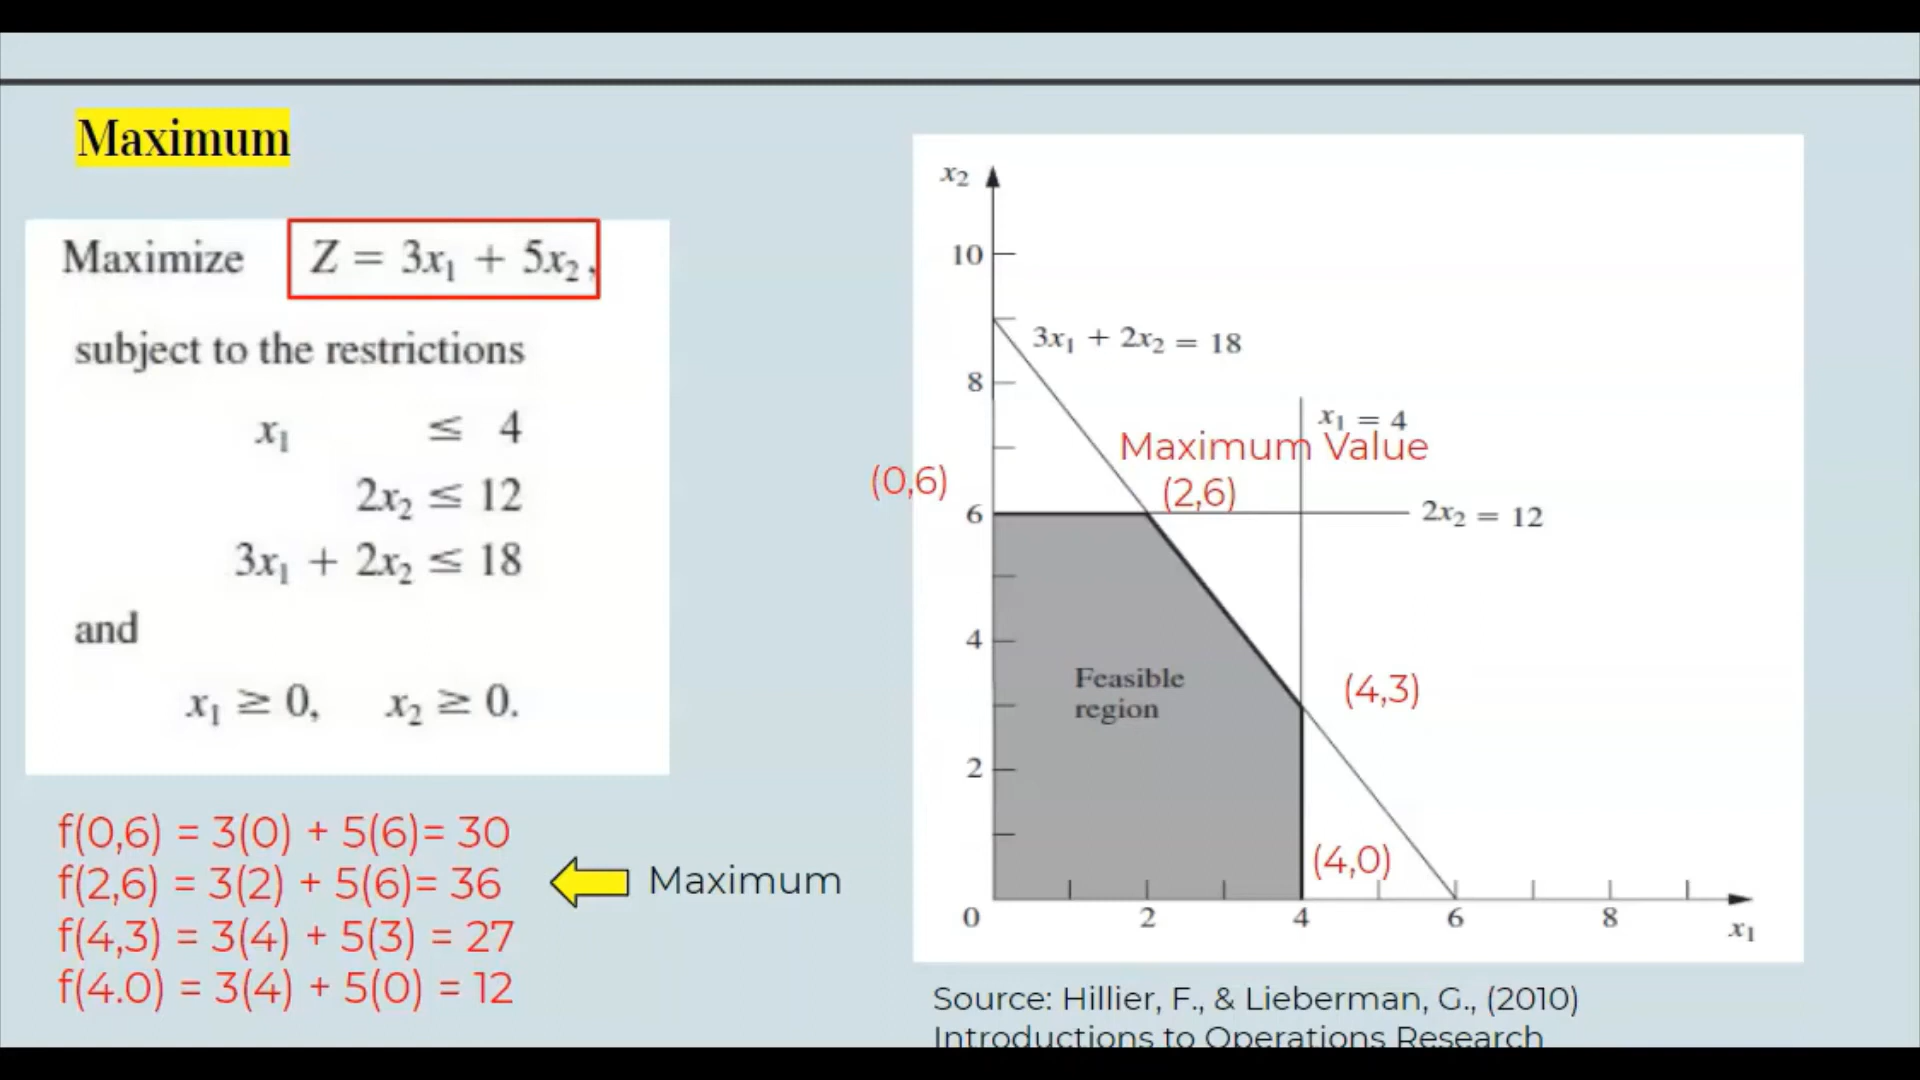 Maximum
Maximize Z = 3x₁ + 5x₂,
subject to the restrictions
x₁ ≤ 4
2x₂ ≤ 12
3x₁ + 2x₂ ≤ 18
and
x₁ ≥ 0, x₂ ≥ 0.
f(0,6) = 3(0) + 5(6)= 30
f(2,6) = 3(2) + 5(6)= 36
Maximum
f(4,3) = 3(4) + 5(3) = 27
f(4.0) = 3(4) + 5(0) = 12
x₂
10
3x₁ + 2x₂ = 18
8
x₁ = 4
Maximum Value
(0,6)
(2,6)
6
2x₂ = 12
4
Feasible
region
(4,3)
2
(4,0)
0 2 4 6 8
x₁
Source: Hillier, F., & Lieberman, G., (2010)
Introductions to Operations Research